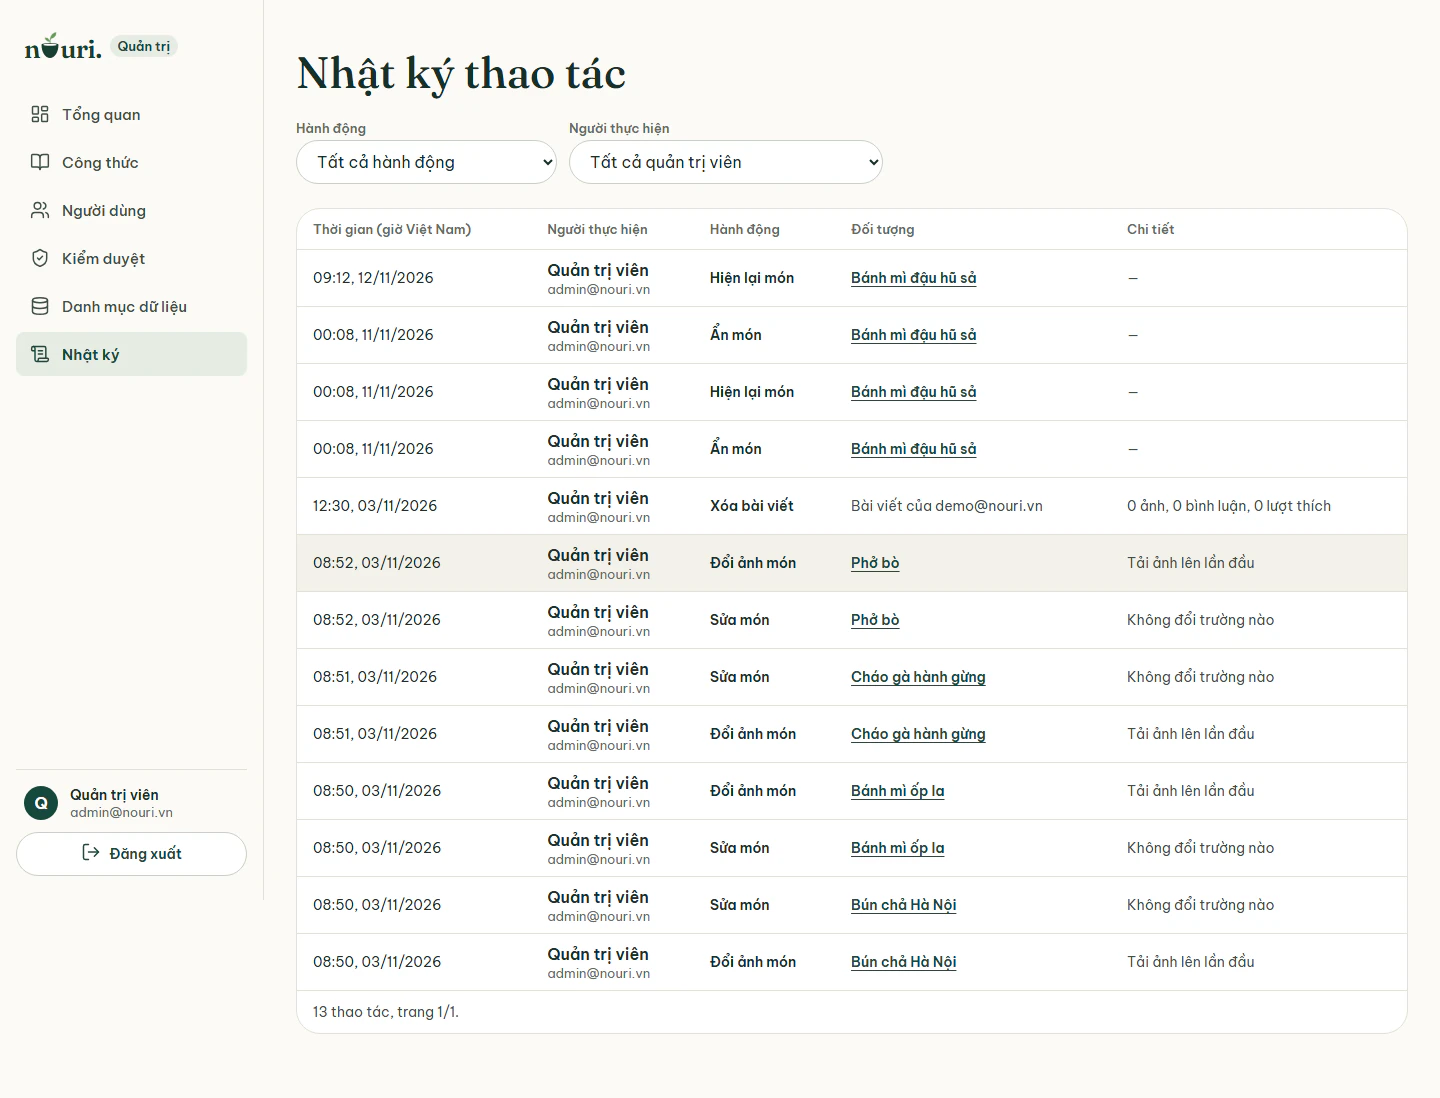 nouri. Quản trị
Tổng quan
Công thức
Người dùng
Kiểm duyệt
Danh mục dữ liệu
Nhật ký
Q
Quản trị viên
admin@nouri.vn
Đăng xuất
Nhật ký thao tác
Hành động Người thực hiện
Tất cả hành động Tất cả quản trị viên
Thời gian (giờ Việt Nam) Người thực hiện Hành động Đối tượng Chi tiết
09:12, 12/11/2026 Quản trị viên Hiện lại món Bánh mì đậu hũ sả –
admin@nouri.vn
00:08, 11/11/2026 Quản trị viên Ẩn món Bánh mì đậu hũ sả –
admin@nouri.vn
00:08, 11/11/2026 Quản trị viên Hiện lại món Bánh mì đậu hũ sả –
admin@nouri.vn
00:08, 11/11/2026 Quản trị viên Ẩn món Bánh mì đậu hũ sả –
admin@nouri.vn
12:30, 03/11/2026 Quản trị viên Xóa bài viết Bài viết của demo@nouri.vn 0 ảnh, 0 bình luận, 0 lượt thích
admin@nouri.vn
08:52, 03/11/2026 Quản trị viên Đổi ảnh món Phở bò Tải ảnh lên lần đầu
admin@nouri.vn
08:52, 03/11/2026 Quản trị viên Sửa món Phở bò Không đổi trường nào
admin@nouri.vn
08:51, 03/11/2026 Quản trị viên Sửa món Cháo gà hành gừng Không đổi trường nào
admin@nouri.vn
08:51, 03/11/2026 Quản trị viên Đổi ảnh món Cháo gà hành gừng Tải ảnh lên lần đầu
admin@nouri.vn
08:50, 03/11/2026 Quản trị viên Đổi ảnh món Bánh mì ốp la Tải ảnh lên lần đầu
admin@nouri.vn
08:50, 03/11/2026 Quản trị viên Sửa món Bánh mì ốp la Không đổi trường nào
admin@nouri.vn
08:50, 03/11/2026 Quản trị viên Sửa món Bún chả Hà Nội Không đổi trường nào
admin@nouri.vn
08:50, 03/11/2026 Quản trị viên Đổi ảnh món Bún chả Hà Nội Tải ảnh lên lần đầu
admin@nouri.vn
13 thao tác, trang 1/1.